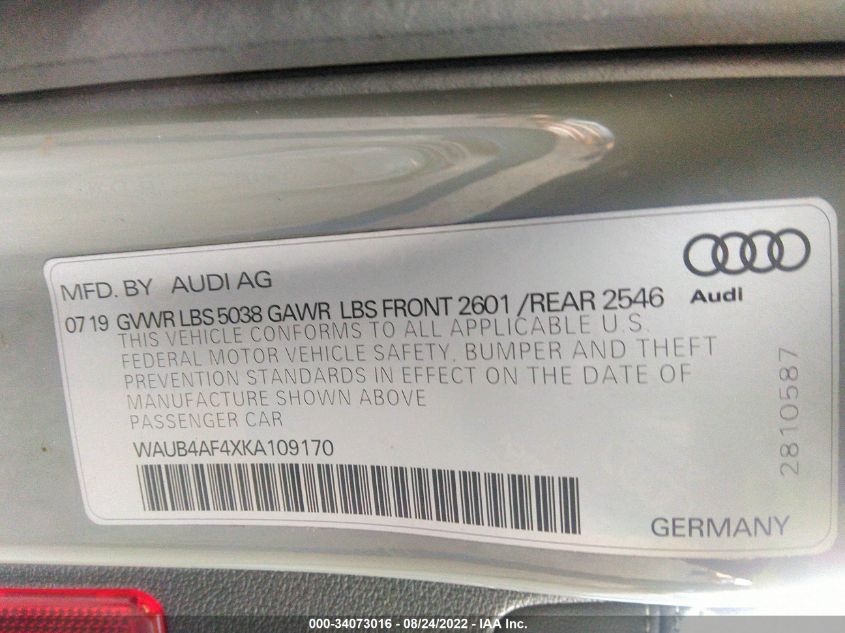 MFD. BY AUDI AG
Audi
07 19 GVWR LBS 5038 GAWR LBS FRONT 2601 /REAR 2546
THIS VEHICLE CONFORMS TO ALL APPLICABLE U.S.
FEDERAL MOTOR VEHICLE SAFETY, BUMPER AND THEFT
PREVENTION STANDARDS IN EFFECT ON THE DATE OF
MANUFACTURE SHOWN ABOVE
PASSENGER CAR
WAUB4AF4XKA109170
2810587
GERMANY
000-34073016 - 08/24/2022 - IAA Inc.